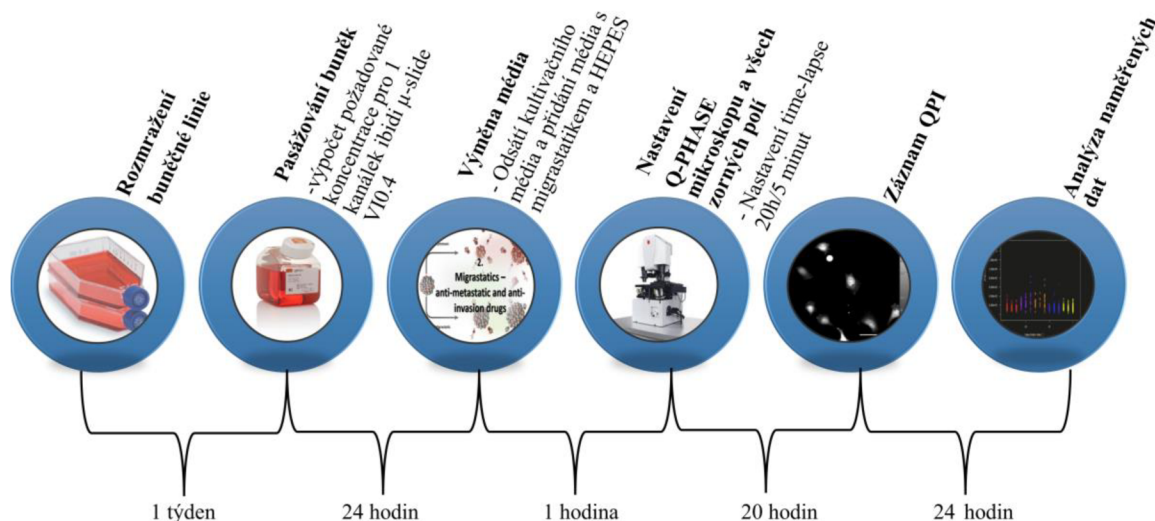 Rozmražení
buněčné linie
Pasážování buněk
-výpočet požadované
koncentrace pro 1
kanálek ibidi μ-slide
VI0.4
Výměna média
- Odsátí kultivačního
média a přidání média s
migrastatikem a HEPES
Nastavení
Q-PHASE
mikroskopu a všech
zorných polí
- Nastavení time-lapse
20h/5 minut
Záznam QPI
Analýza naměřených
dat
2.
Migrastatics –
anti-metastatic and anti-
invasion drugs
1 týden
24 hodin
1 hodina
20 hodin
24 hodin